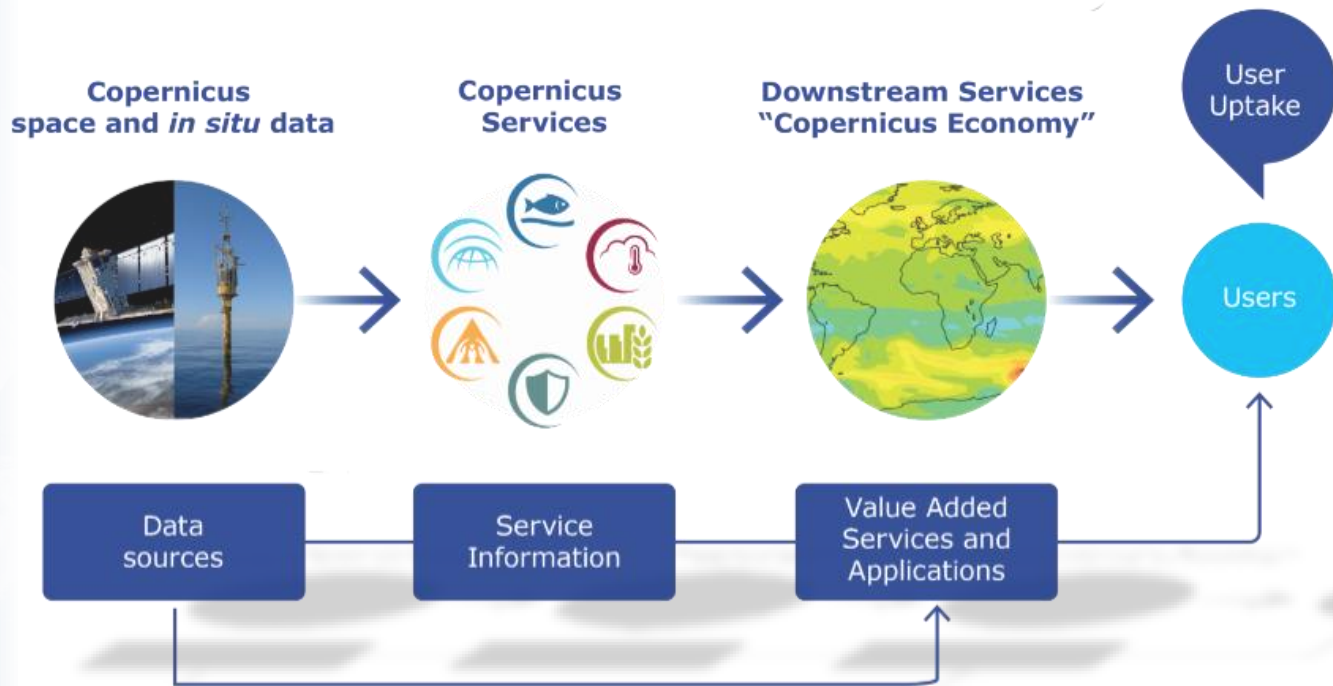 Copernicus
space and in situ data
Copernicus
Services
Downstream Services
“Copernicus Economy”
User
Uptake
Users
Data
sources
Service
Information
Value Added
Services and
Applications